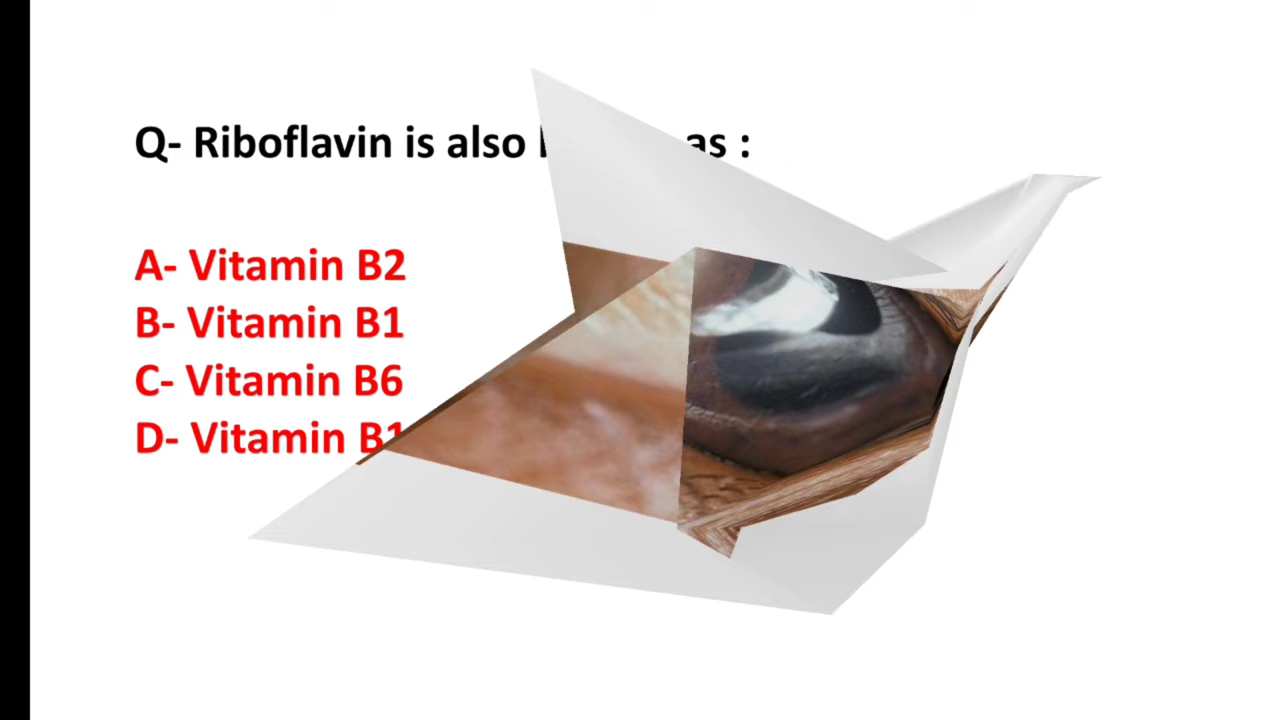 Q- Riboflavin is also as :
A- Vitamin B2
B- Vitamin B1
C- Vitamin B6
D- Vitamin